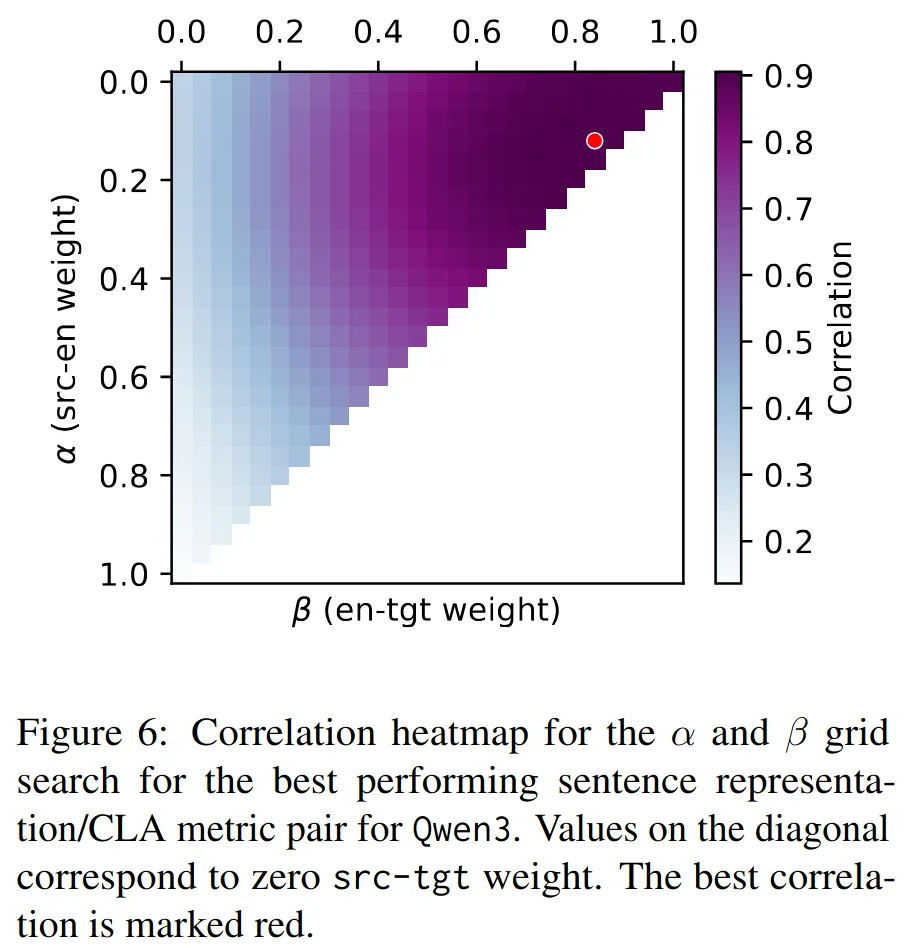 0.0 0.2 0.4 0.6 0.8 1.0
0.0
0.2
0.4
0.6
0.8
1.0
α (src-en weight)
β (en-tgt weight)
0.9
0.8
0.7
0.6
0.5
0.4
0.3
0.2
Correlation
Figure 6: Correlation heatmap for the α and β grid
search for the best performing sentence representa-
tion/CLA metric pair for Qwen3. Values on the diagonal
correspond to zero src-tgt weight. The best correla-
tion is marked red.